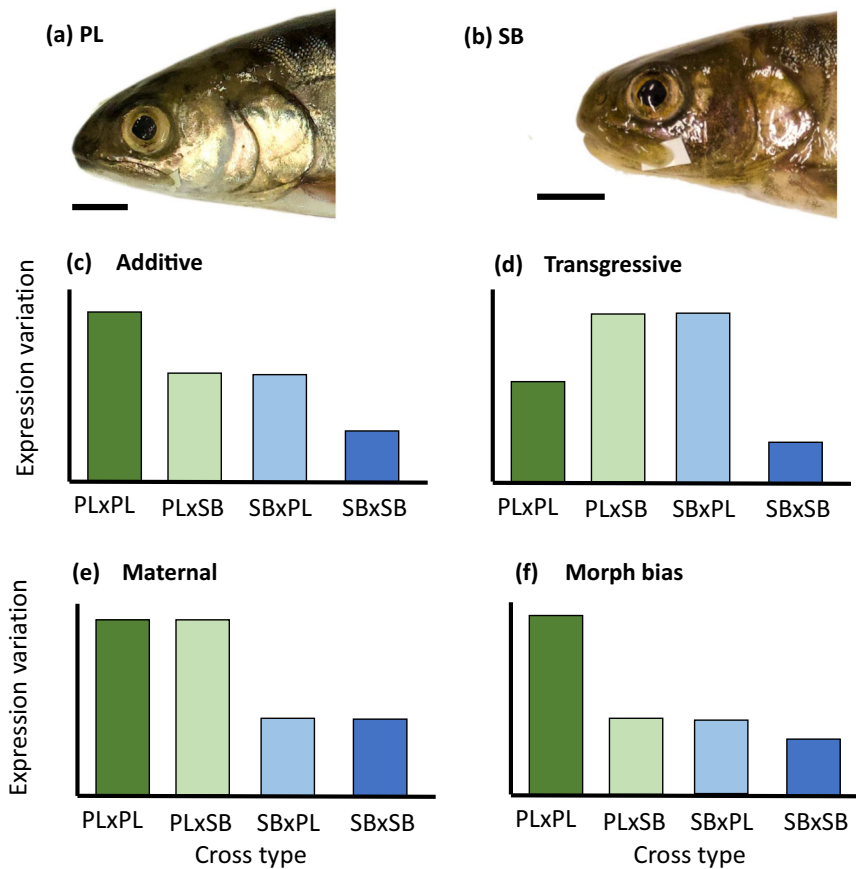 (a) PL
(b) SB
(c) Additive
Expression variation
PLxPL PLxSB SBxPL SBxSB
(d) Transgressive
PLxPL PLxSB SBxPL SBxSB
(e) Maternal
Expression variation
PLxPL PLxSB SBxPL SBxSB
Cross type
(f) Morph bias
PLxPL PLxSB SBxPL SBxSB
Cross type